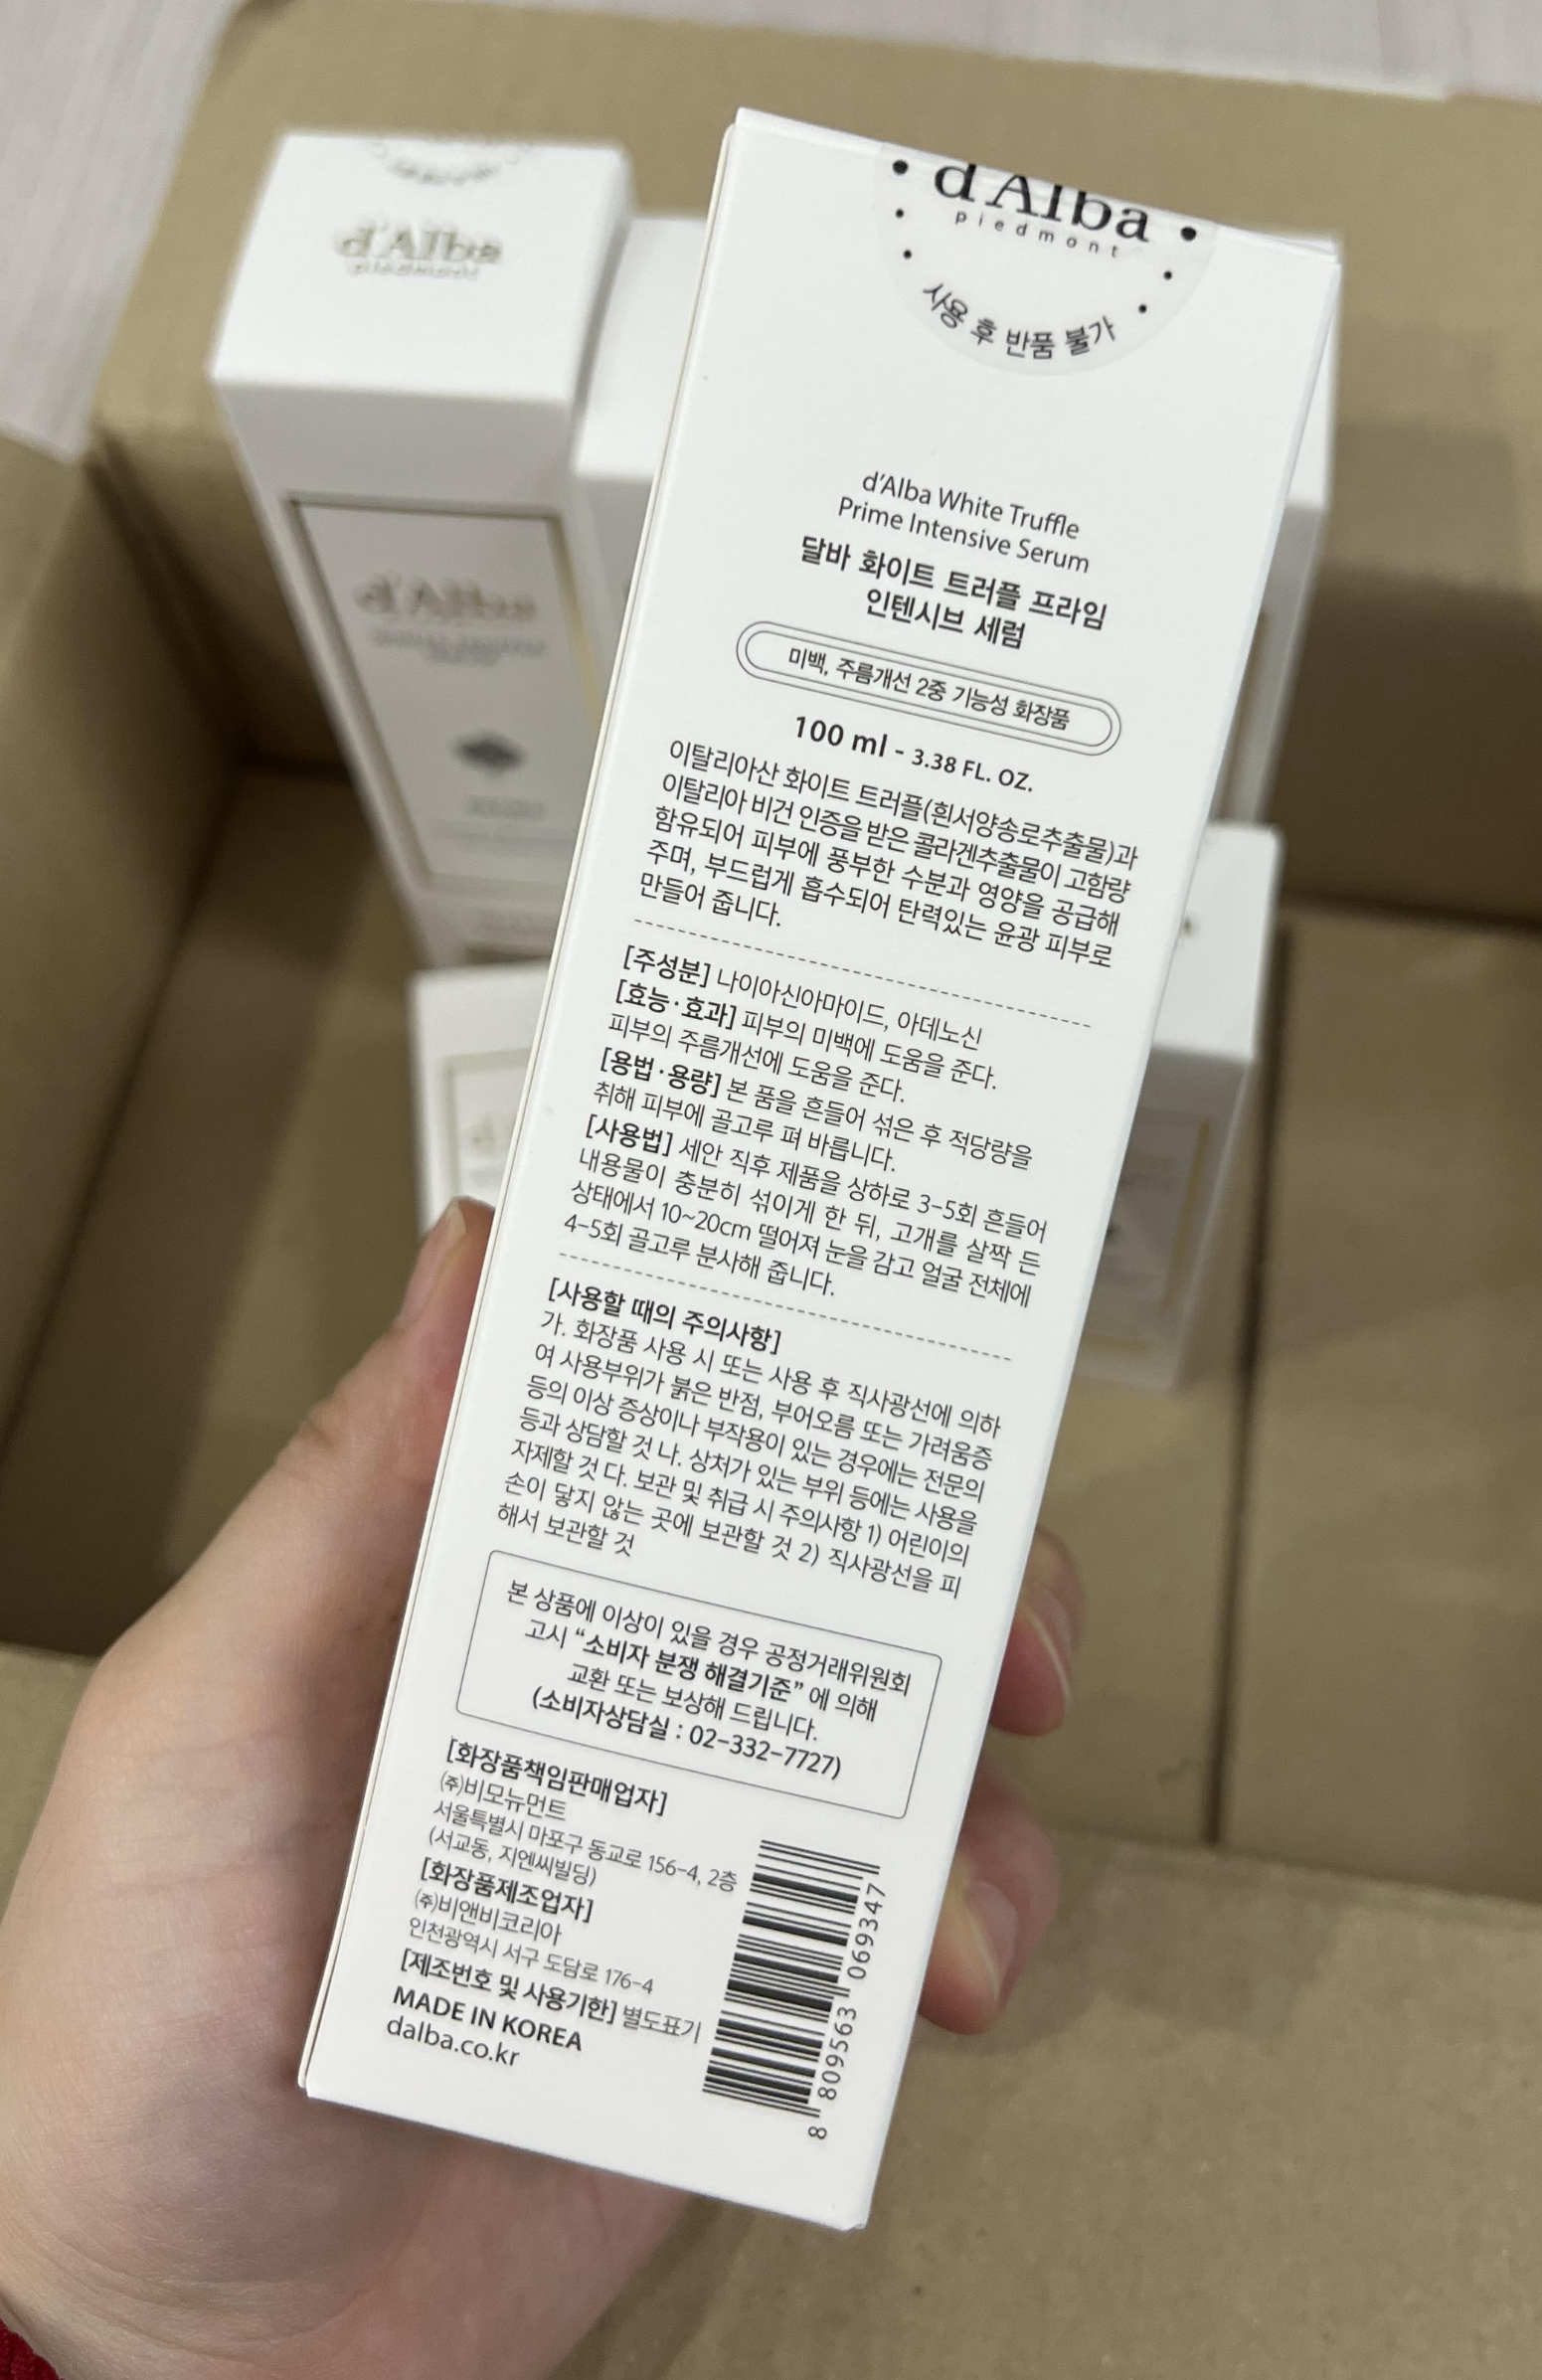 d'Alba
piedmont
사용 후 반품 불가
d'Alba White Truffle
Prime Intensive Serum
달바 화이트 트러플 프라임
인텐시브 세럼
미백, 주름개선 2중 기능성 화장품
100 ml - 3.38 FL. OZ.
이탈리아산 화이트 트러플(흰서양송로추출물)과
이탈리아 비건 인증을 받은 콜라겐추출물이 고함량
함유되어 피부에 풍부한 수분과 영양을 공급해
주며, 부드럽게 흡수되어 탄력있는 윤광 피부로
만들어 줍니다.
[주성분] 나이아신아마이드, 아데노신
[효능·효과] 피부의 미백에 도움을 준다.
피부의 주름개선에 도움을 준다.
[용법·용량] 본 품을 흔들어 섞은 후 적당량을
취해 피부에 골고루 펴 바릅니다.
[사용법] 세안 직후 제품을 상하로 3-5회 흔들어
내용물이 충분히 섞이게 한 뒤, 고개를 살짝 든
상태에서 10~20cm 떨어져 눈을 감고 얼굴 전체에
4-5회 골고루 분사해 줍니다.
[사용할 때의 주의사항]
가. 화장품 사용 시 또는 사용 후 직사광선에 의하
여 사용부위가 붉은 반점, 부어오름 또는 가려움증
등의 이상 증상이나 부작용이 있는 경우에는 전문의
등과 상담할 것 나. 상처가 있는 부위 등에는 사용을
자제할 것 다. 보관 및 취급 시 주의사항 1) 어린이의
손이 닿지 않는 곳에 보관할 것 2) 직사광선을 피
해서 보관할 것
본 상품에 이상이 있을 경우 공정거래위원회
고시 “소비자 분쟁 해결기준” 에 의해
교환 또는 보상해 드립니다.
(소비자상담실 : 02-332-7727)
[화장품책임판매업자]
㈜비모뉴먼트
서울특별시 마포구 동교로 156-4, 2층
(서교동, 지엔씨빌딩)
[화장품제조업자]
㈜비앤비코리아
인천광역시 서구 도담로 176-4
[제조번호 및 사용기한] 별도표기
MADE IN KOREA
dalba.co.kr
8 809563 069347
d'Alba
piedmont
d'Alba